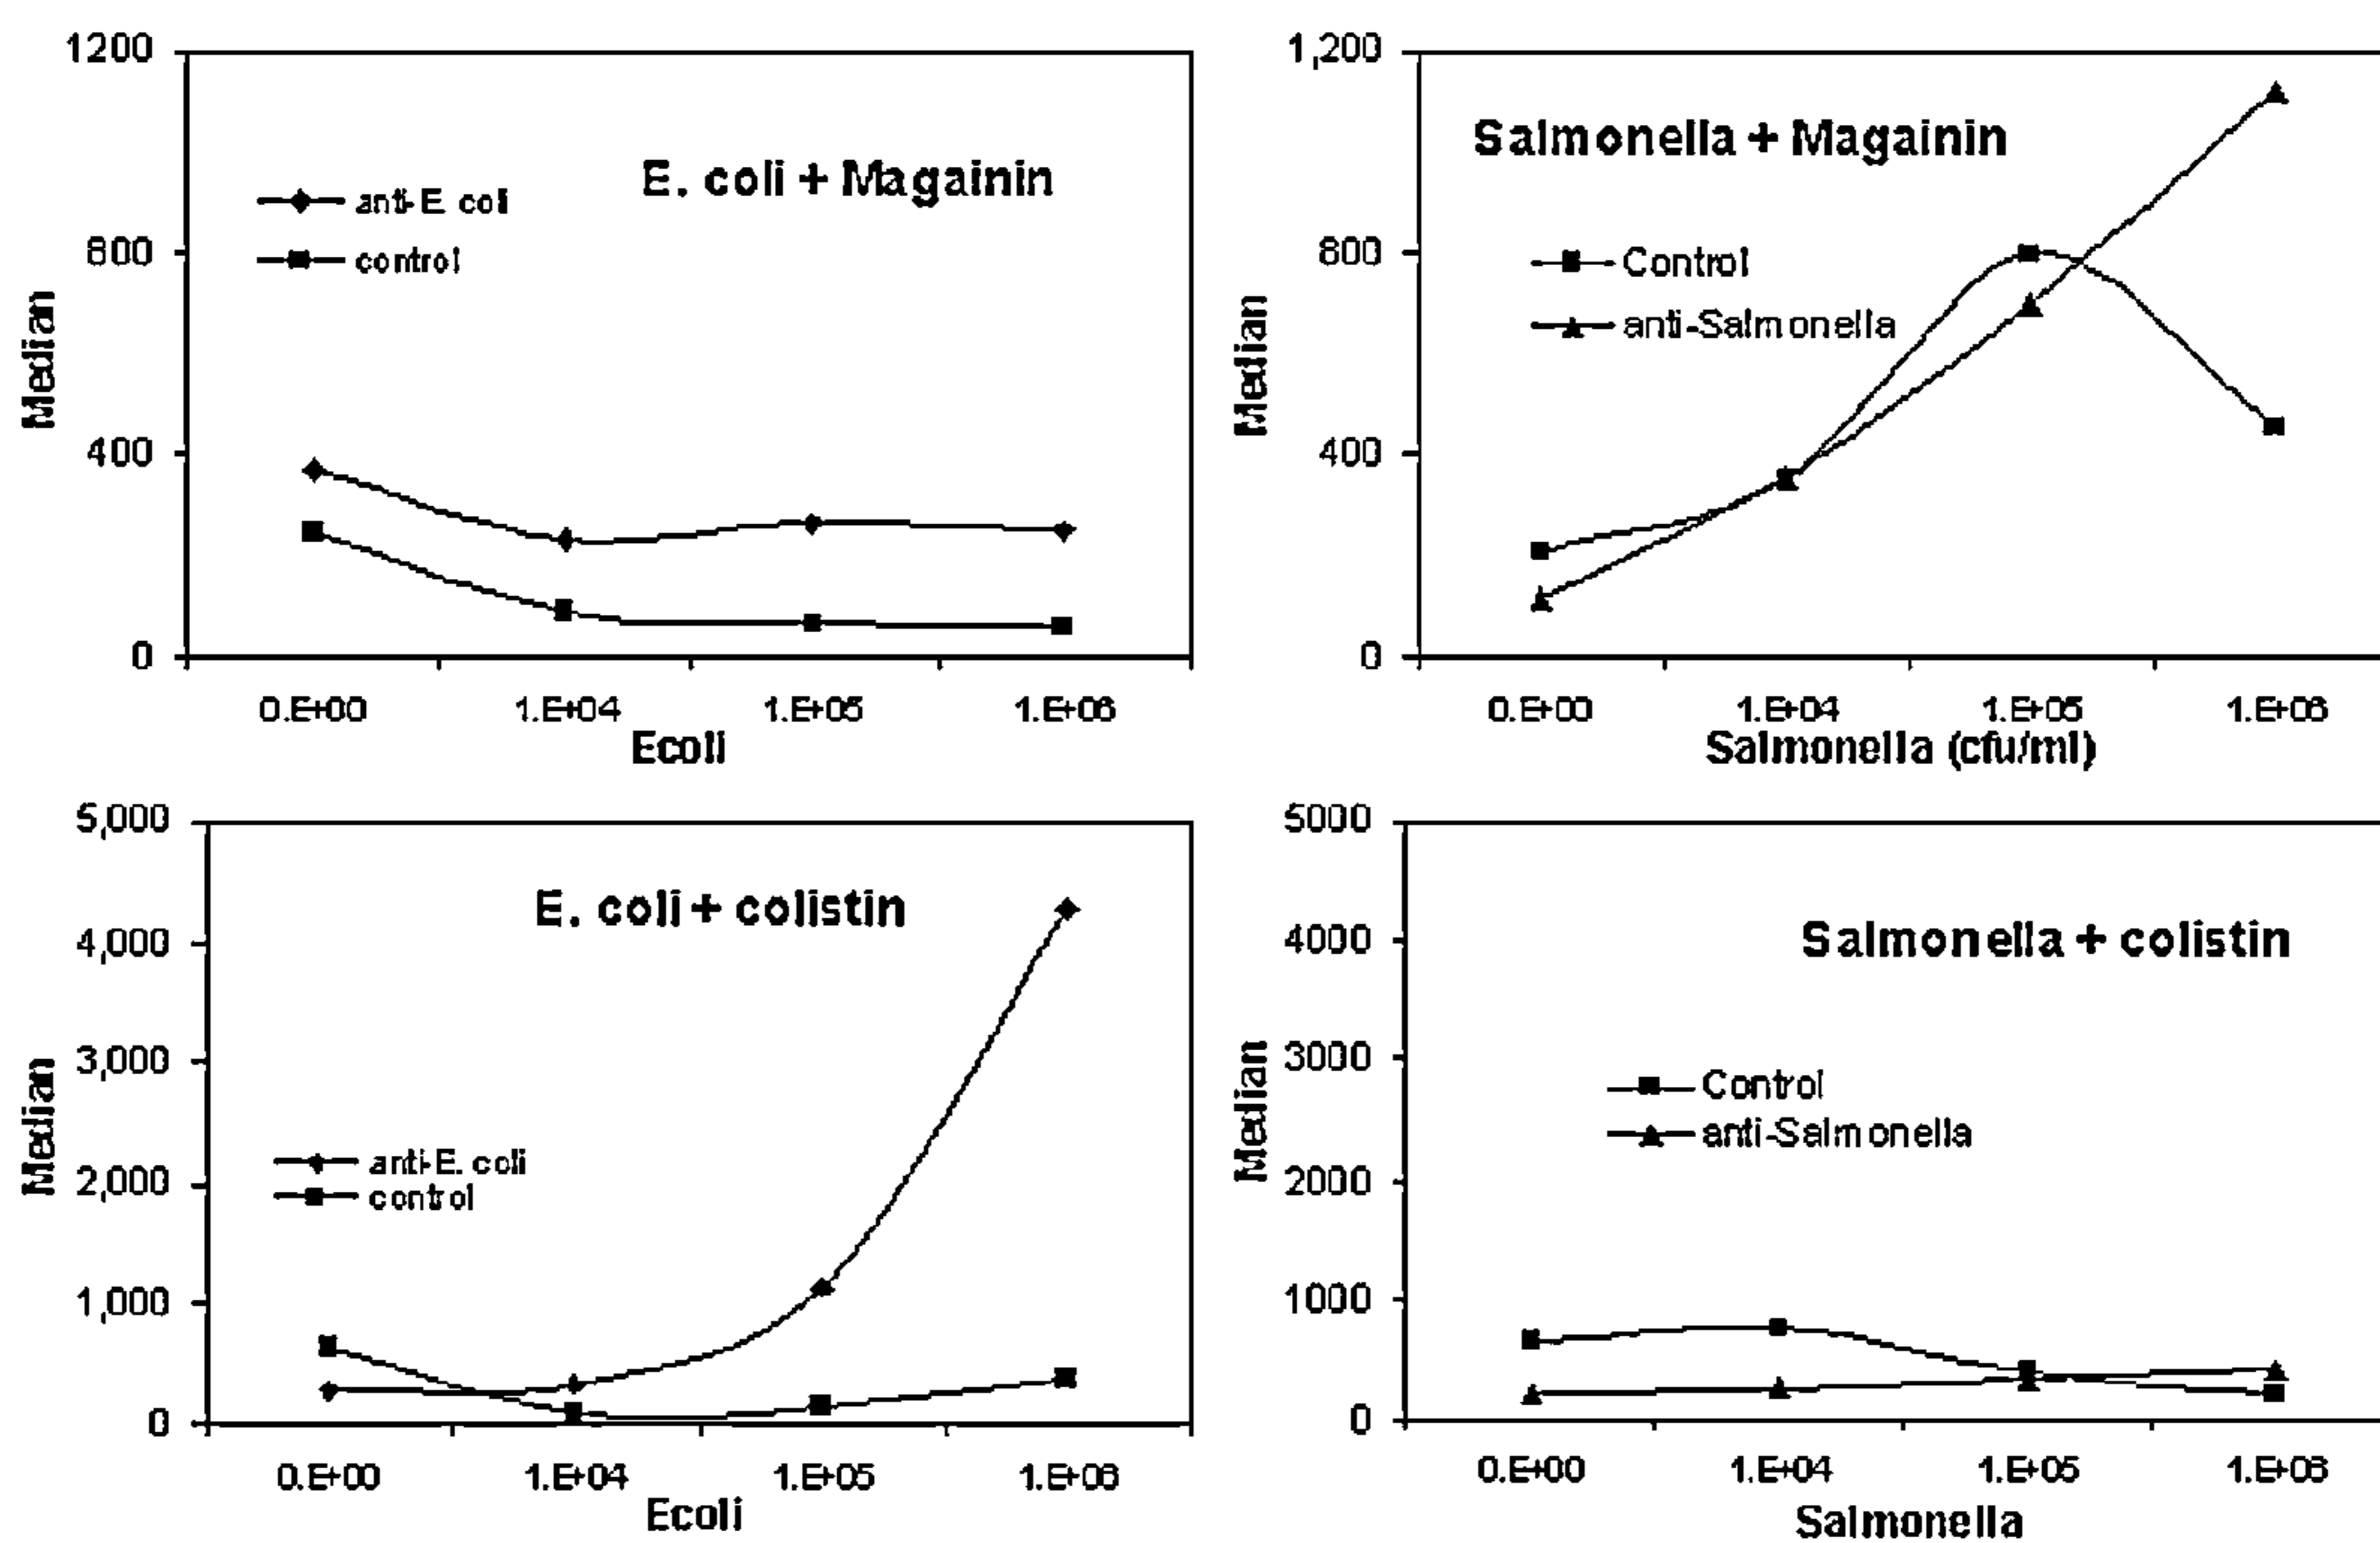 1200
800
400
0
Median
E. coli + Magainin
anti-E coli
control
0.E+00 1.E+04 1.E+05 1.E+06
Ecoli
1,200
800
400
0
Median
Salmonella + Magainin
Control
anti-Salmonella
0.E+00 1.E+04 1.E+05 1.E+06
Salmonella (cfu/ml)
5,000
4,000
3,000
2,000
1,000
0
Median
E. coli + colistin
anti-E. coli
control
0.E+00 1.E+04 1.E+05 1.E+06
Ecoli
5000
4000
3000
2000
1000
0
Median
Salmonella + colistin
Control
anti-Salmonella
0.E+00 1.E+04 1.E+05 1.E+06
Salmonella